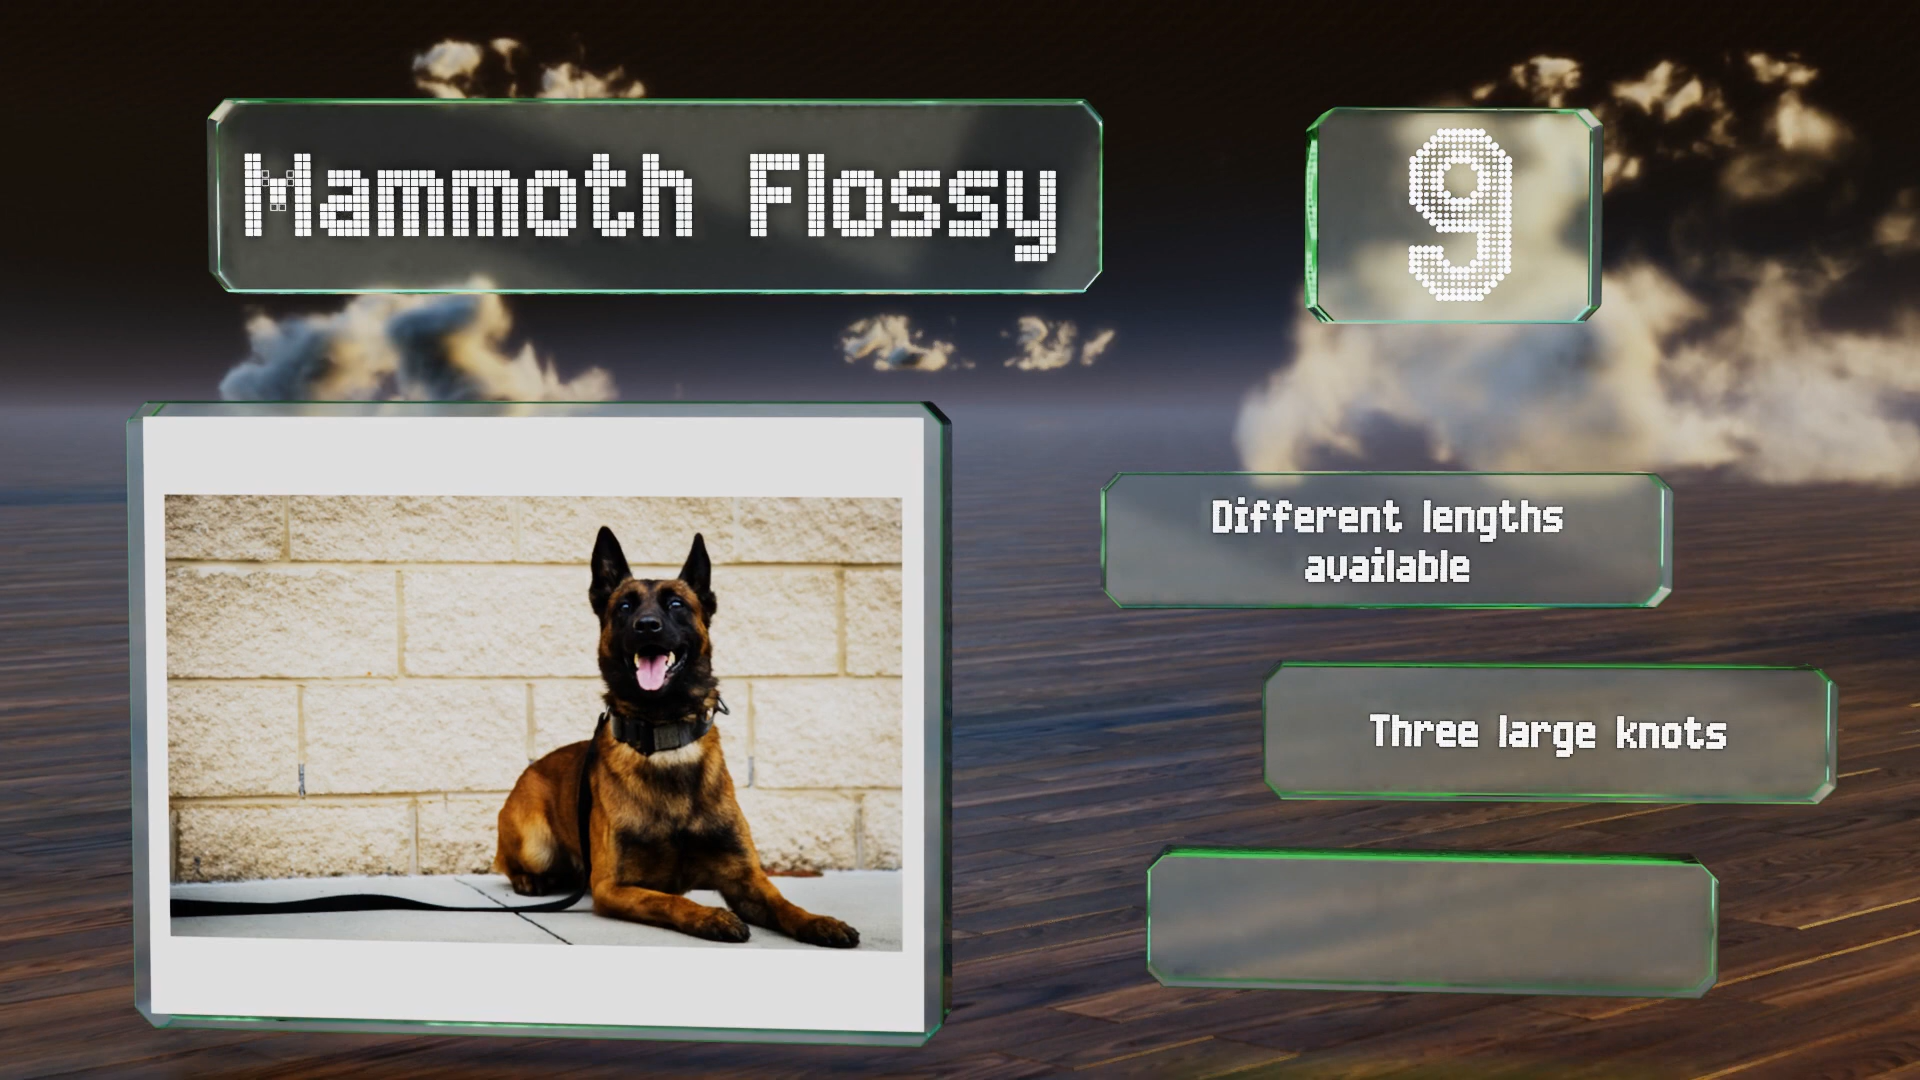 Mammoth Flossy
9
Different lengths
available
Three large knots